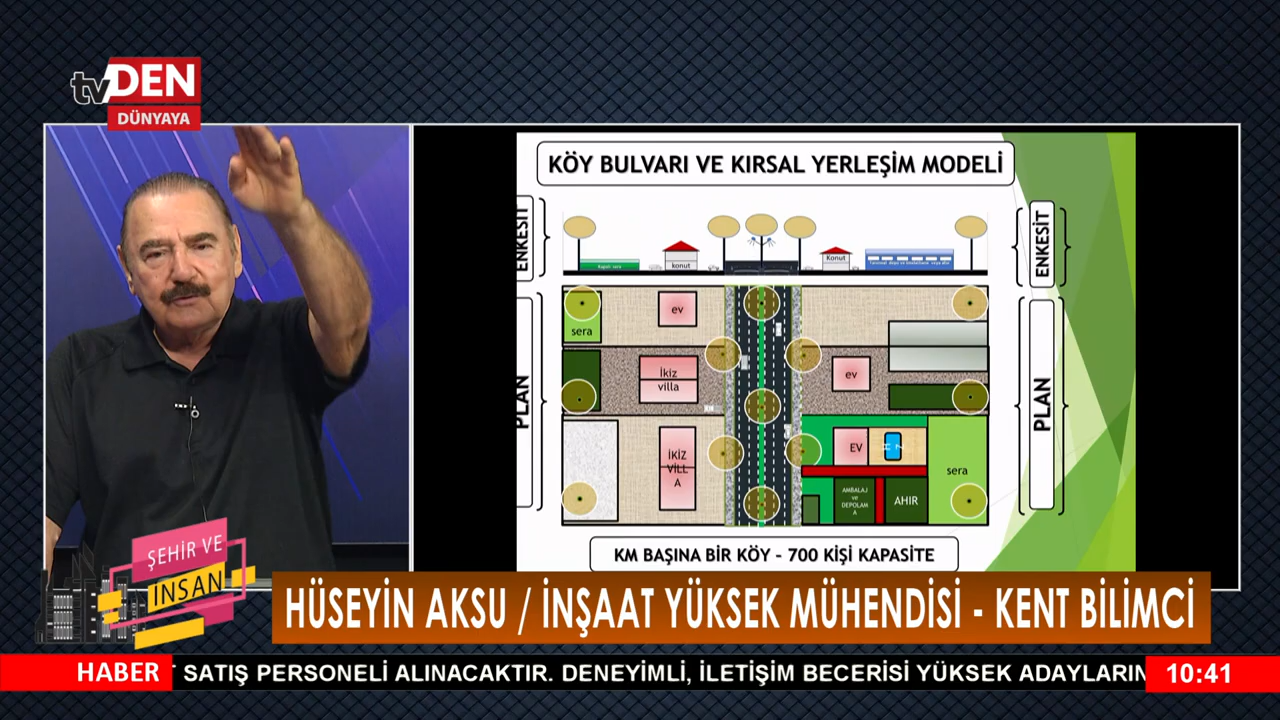 tvDEN
DÜNYAYA
KÖY BULVARI VE KIRSAL YERLEŞİM MODELİ
ENKESİT
ENKESİT
konut
Konut
PLAN
PLAN
sera
ev
İkiz
villa
ev
İKİZ
VİLL
A
EV
sera
AMBALAJ
ve
DEPOLAM
A
AHIR
KM BAŞINA BİR KÖY – 700 KİŞİ KAPASİTE
ŞEHİR VE
İNSAN
HÜSEYİN AKSU / İNŞAAT YÜKSEK MÜHENDİSİ - KENT BİLİMCİ
HABER
T SATIŞ PERSONELİ ALINACAKTIR. DENEYİMLİ, İLETİŞİM BECERİSİ YÜKSEK ADAYLARIN
10:41